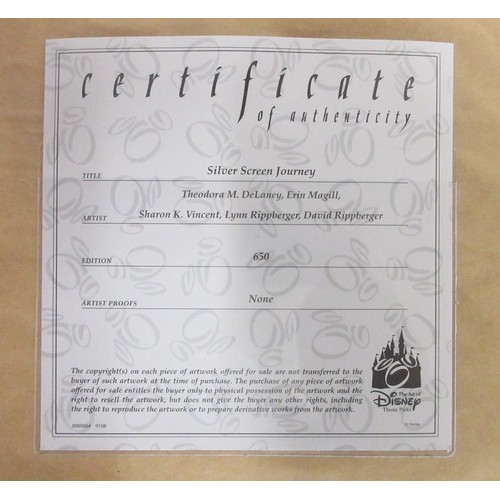 certificate
of authenticity
TITLE Silver Screen Journey
Theodora M. DeLaney, Erin Magill,
ARTIST Sharon K. Vincent, Lynn Rippberger, David Rippberger
EDITION 650
ARTIST PROOFS None
The copyright(s) on each piece of artwork offered for sale are not transferred to the
buyer of such artwork at the time of purchase. The purchase of any piece of artwork
offered for sale entitles the buyer only to physical possession of the artwork and the
right to resell the artwork, but does not give the buyer any other rights, including
the right to reproduce the artwork or to prepare derivative works from the artwork.
The Art of
DISNEY
Theme Parks
© Disney